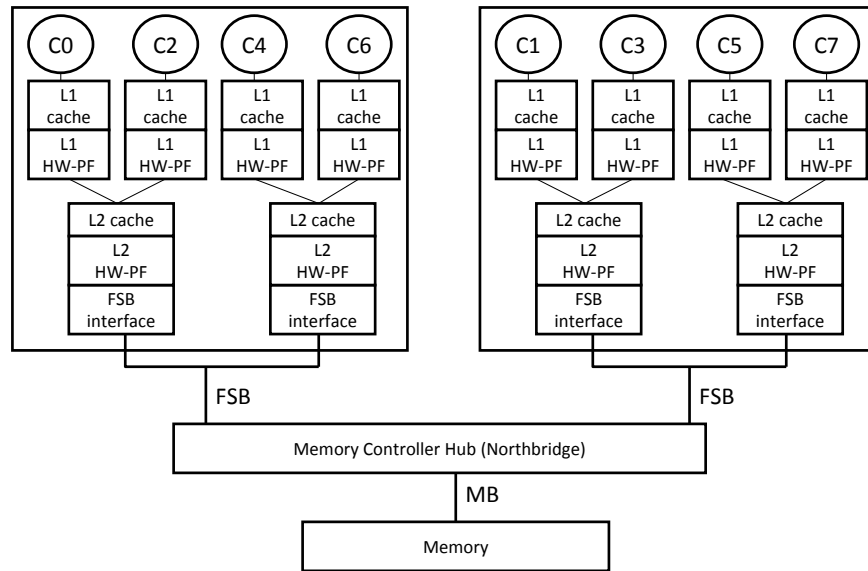 C0 C2 C4 C6 C1 C3 C5 C7
L1 L1 L1 L1 L1 L1 L1 L1
cache cache cache cache cache cache cache cache
L1 L1 L1 L1 L1 L1 L1 L1
HW-PF HW-PF HW-PF HW-PF HW-PF HW-PF HW-PF HW-PF
L2 cache L2 cache L2 cache L2 cache
L2 L2 L2 L2
HW-PF HW-PF HW-PF HW-PF
FSB FSB FSB FSB
interface interface interface interface
FSB FSB
Memory Controller Hub (Northbridge)
MB
Memory